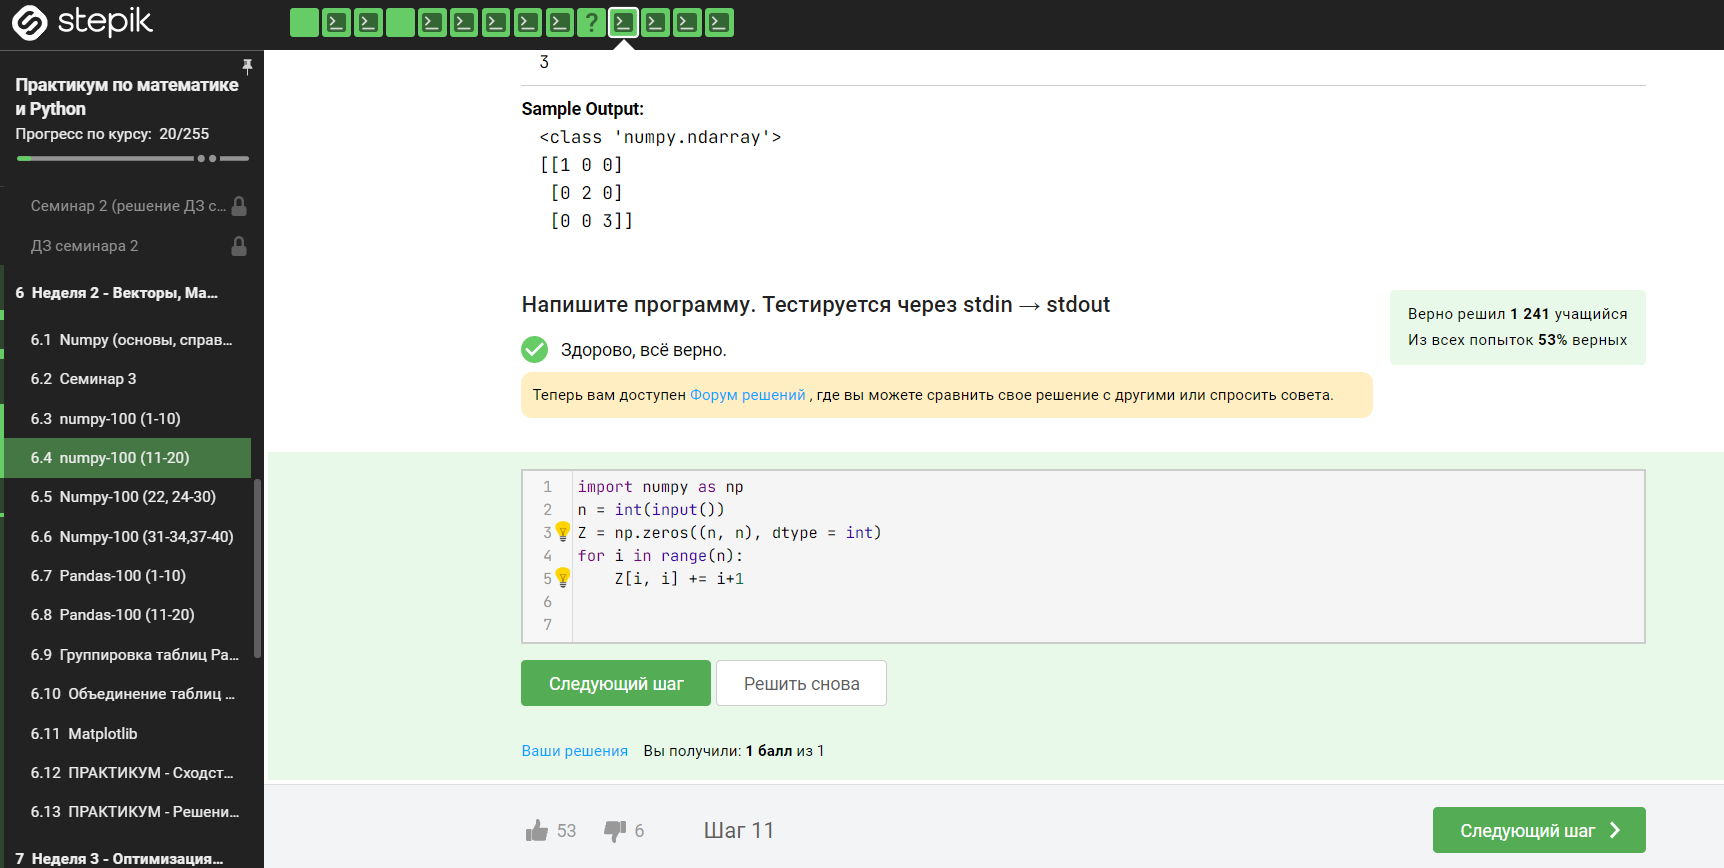 stepik
Практикум по математике
и Python
Прогресс по курсу: 20/255
Семинар 2 (решение ДЗ с...
ДЗ семинара 2
6 Неделя 2 - Векторы, Ма...
6.1 Numpy (основы, справ...
6.2 Семинар 3
6.3 numpy-100 (1-10)
6.4 numpy-100 (11-20)
6.5 Numpy-100 (22, 24-30)
6.6 Numpy-100 (31-34,37-40)
6.7 Pandas-100 (1-10)
6.8 Pandas-100 (11-20)
6.9 Группировка таблиц Pa...
6.10 Объединение таблиц ...
6.11 Matplotlib
6.12 ПРАКТИКУМ - Сходст...
6.13 ПРАКТИКУМ - Решени...
7 Неделя 3 - Оптимизация...
?
3
Sample Output:
<class 'numpy.ndarray'>
[[1 0 0]
[0 2 0]
[0 0 3]]
Напишите программу. Тестируется через stdin → stdout
Верно решил 1 241 учащийся
Из всех попыток 53% верных
Здорово, всё верно.
Теперь вам доступен Форум решений , где вы можете сравнить свое решение с другими или спросить совета.
1 import numpy as np
2 n = int(input())
3 Z = np.zeros((n, n), dtype = int)
4 for i in range(n):
5     Z[i, i] += i+1
6
7
Следующий шаг
Решить снова
Ваши решения Вы получили: 1 балл из 1
53 6 Шаг 11
Следующий шаг